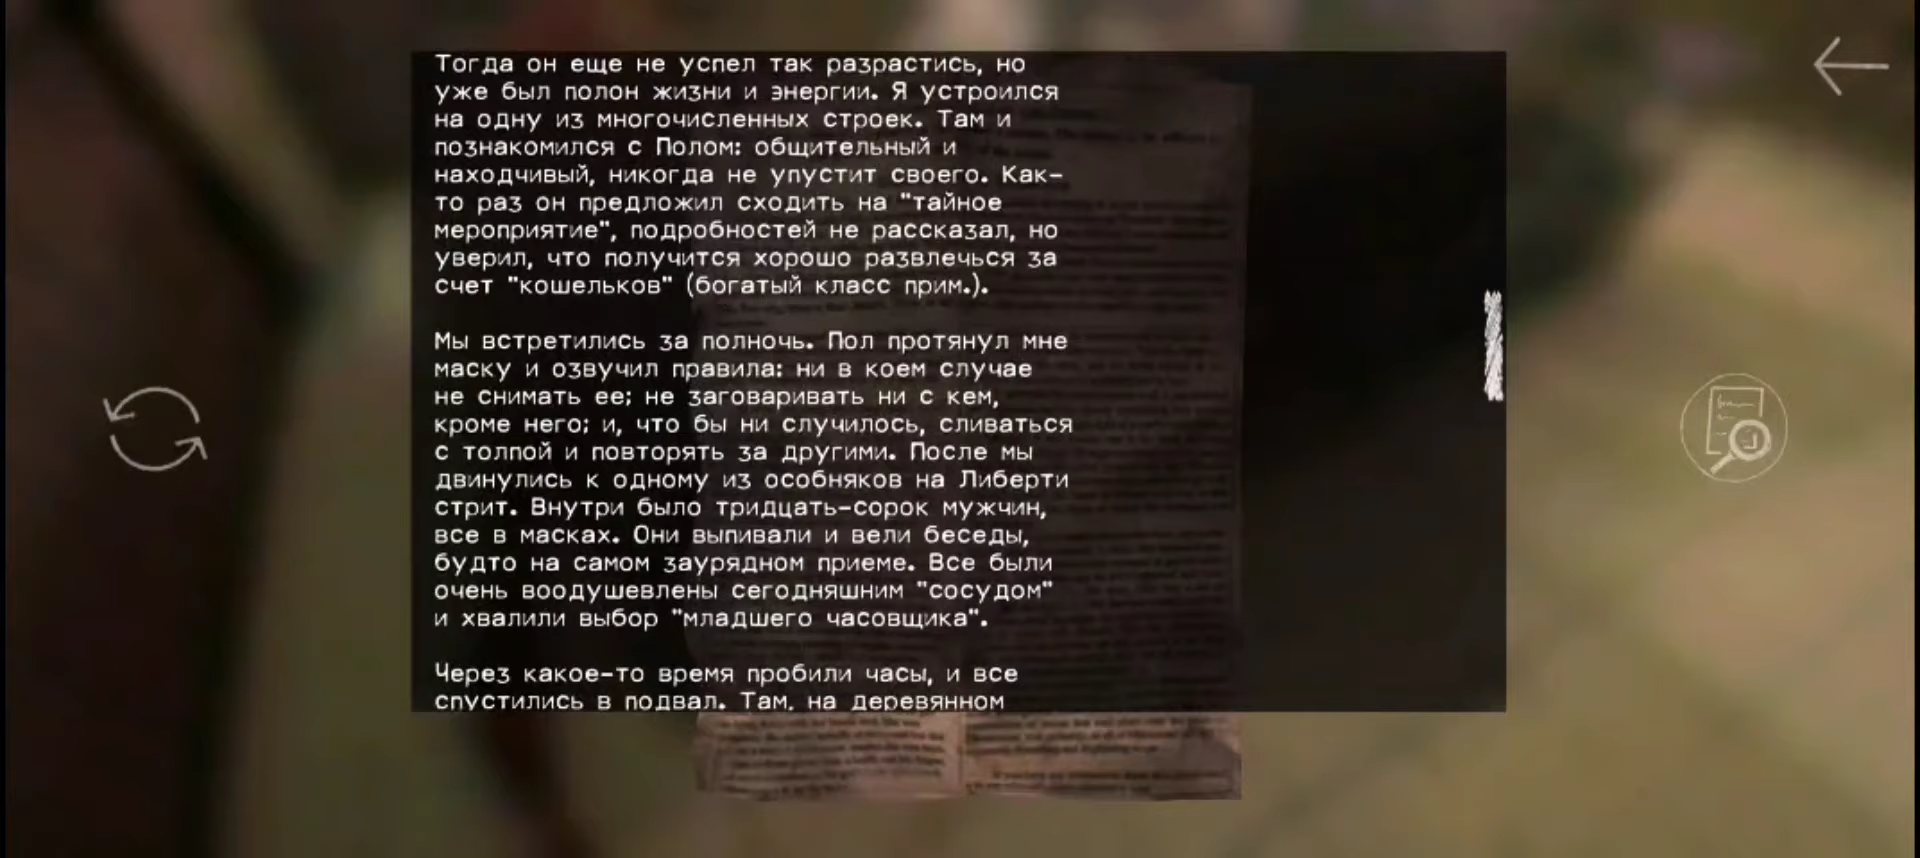 Тогда он еще не успел так разрастись, но
уже был полон жизни и энергии. Я устроился
на одну из многочисленных строек. Там и
познакомился с Полом: общительный и
находчивый, никогда не упустит своего. Как-
то раз он предложил сходить на "тайное
мероприятие", подробностей не рассказал, но
уверил, что получится хорошо развлечься за
счет "кошельков" (богатый класс прим.).
Мы встретились за полночь. Пол протянул мне
маску и озвучил правила: ни в коем случае
не снимать ее; не заговаривать ни с кем,
кроме него; и, что бы ни случилось, сливаться
с толпой и повторять за другими. После мы
двинулись к одному из особняков на Либерти
стрит. Внутри было тридцать-сорок мужчин,
все в масках. Они выпивали и вели беседы,
будто на самом заурядном приеме. Все были
очень воодушевлены сегодняшним "сосудом"
и хвалили выбор "младшего часовщика".
Через какое-то время пробили часы, и все
спустились в подвал. Там, на деревянном